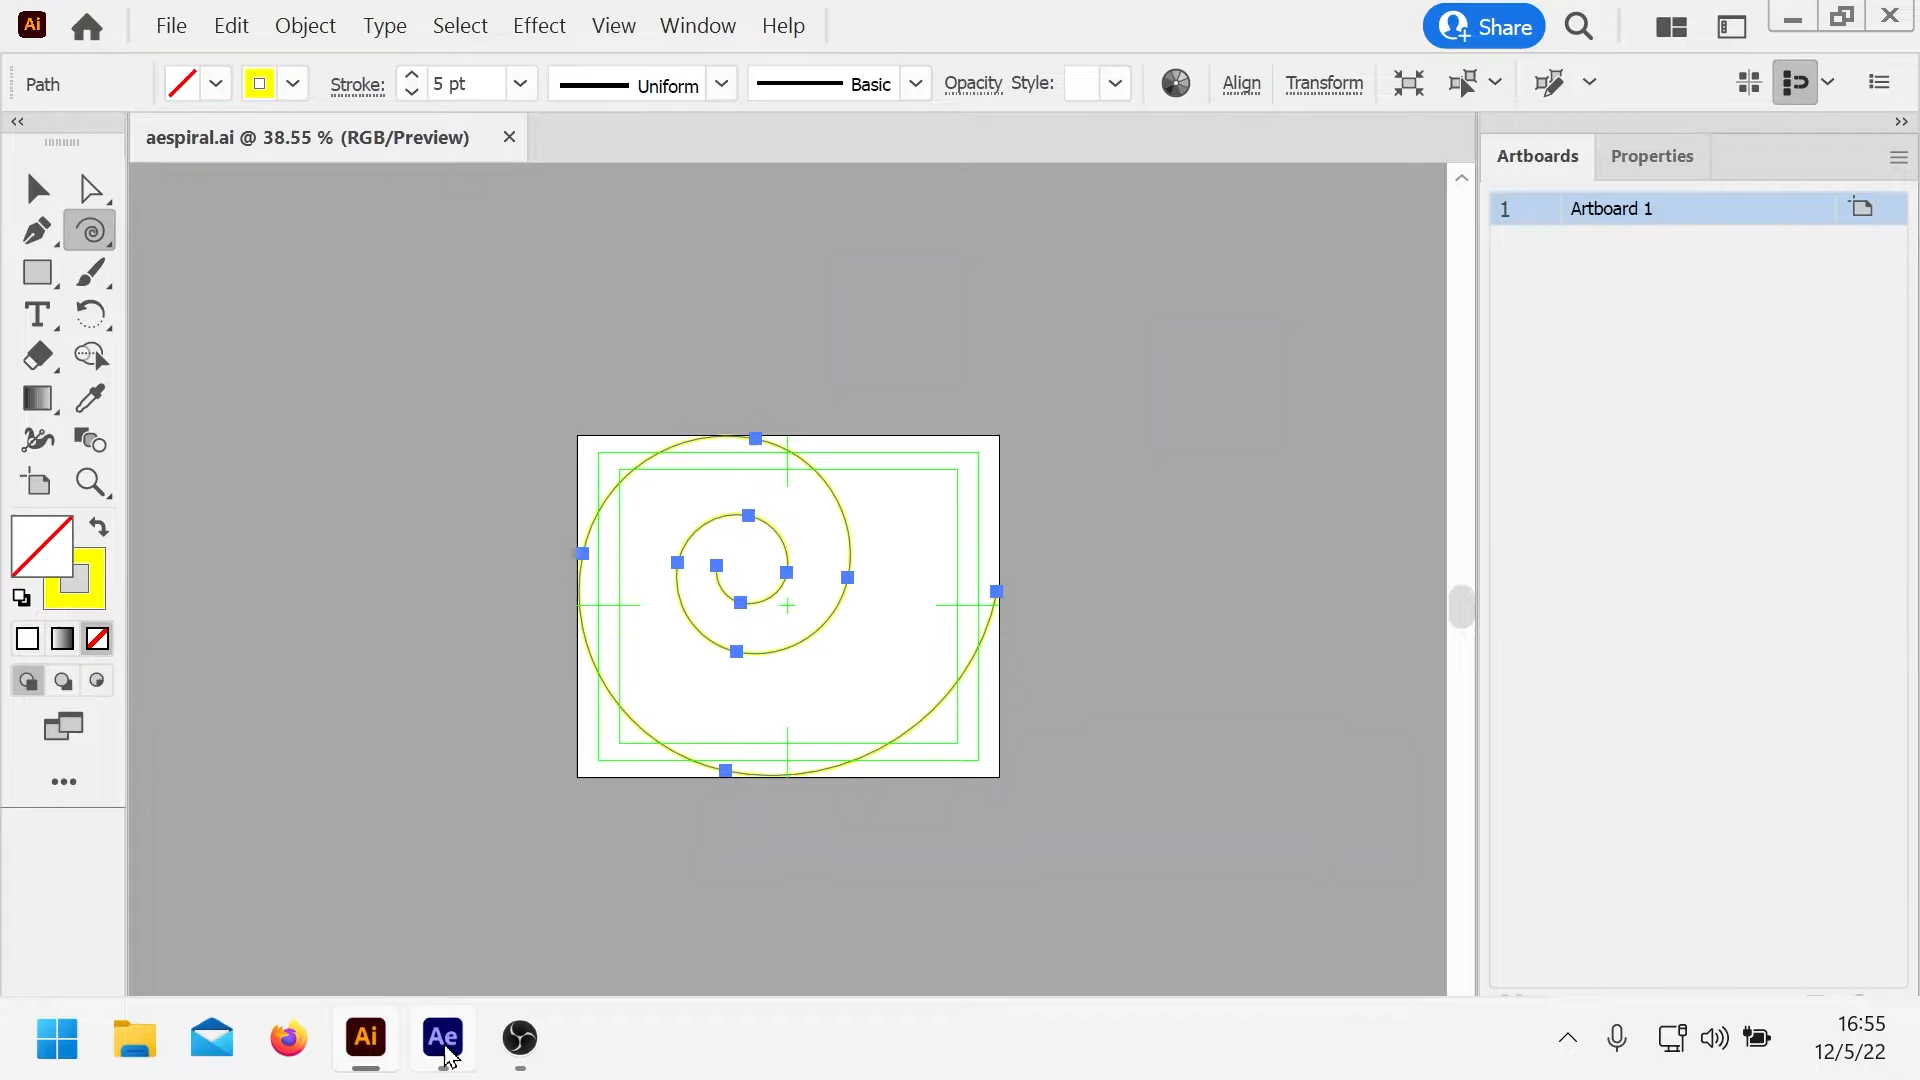 Ai File Edit Object Type Select Effect View Window Help Share
Path Stroke: 5 pt Uniform Basic Opacity Style: Align Transform
aespiral.ai @ 38.55 % (RGB/Preview)
Artboards Properties
1 Artboard 1
T
Ai Ae
16:55
12/5/22